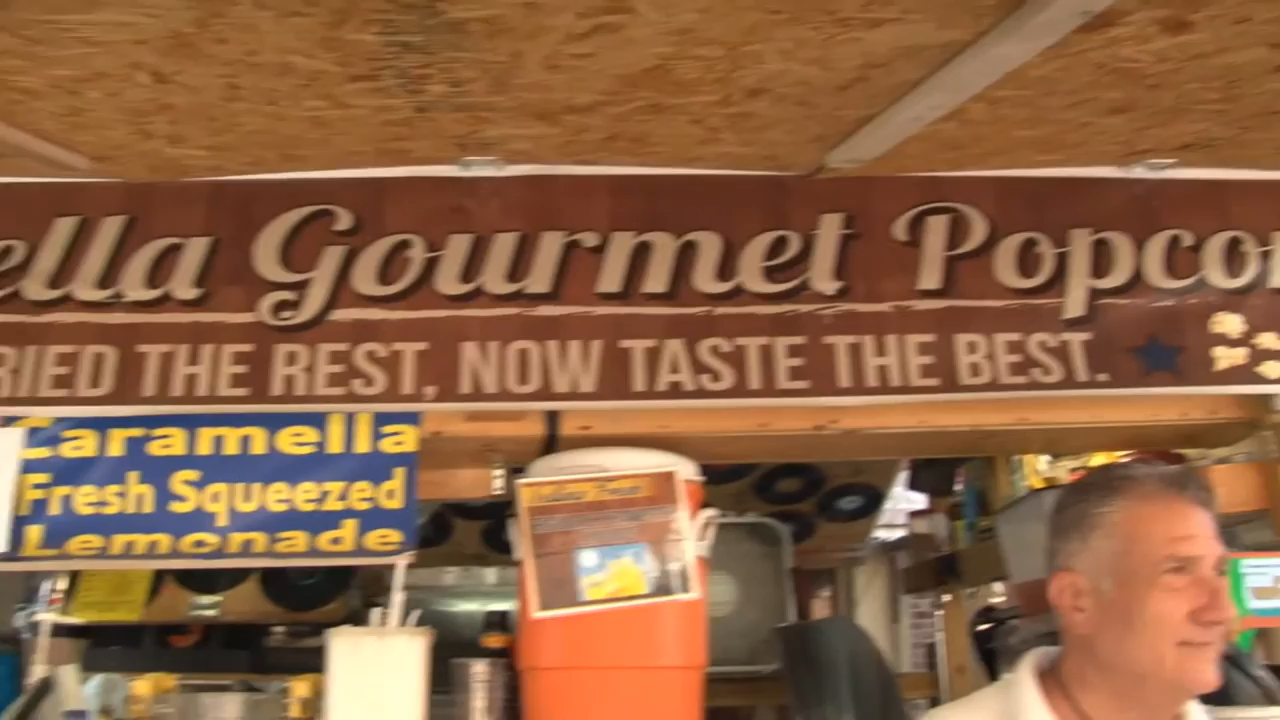 ella Gourmet Popco
RIED THE REST, NOW TASTE THE BEST.
Caramella
Fresh Squeezed
Lemonade